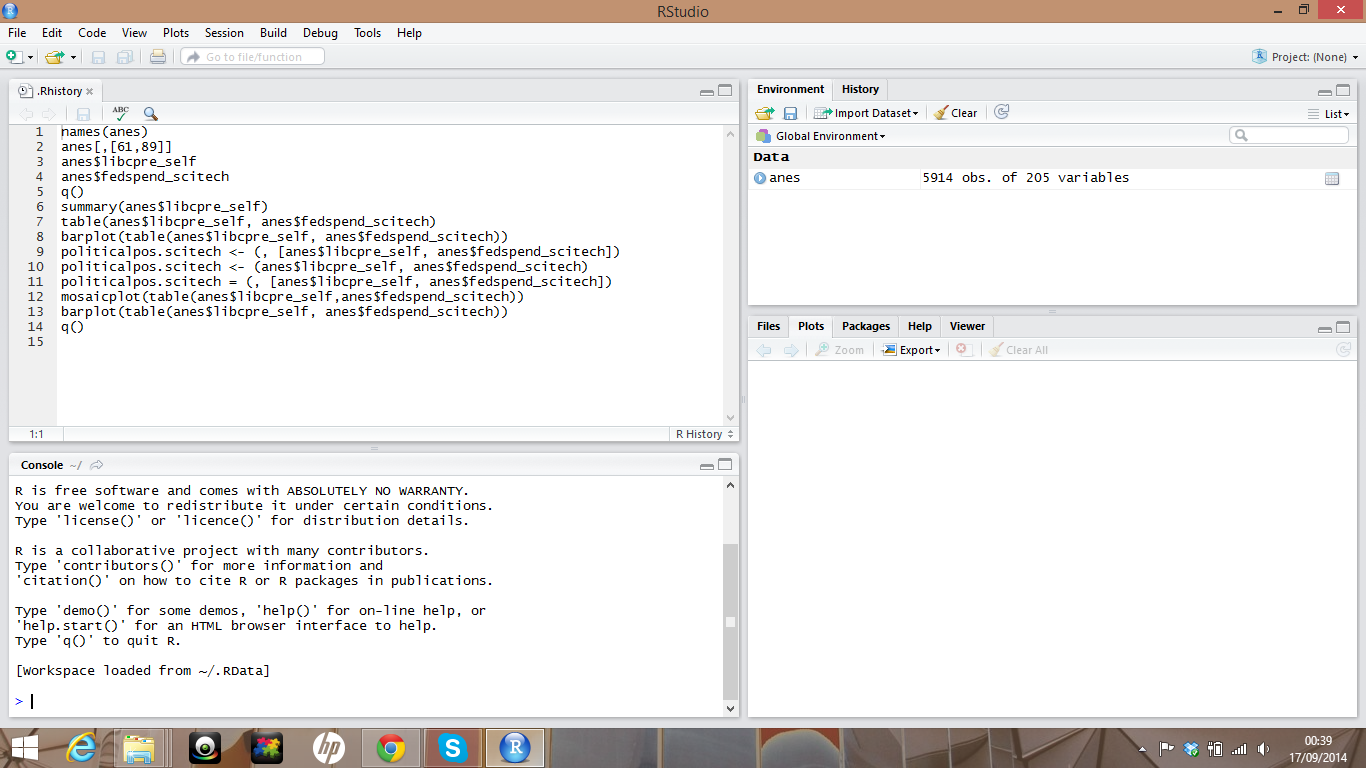 RStudio
File Edit Code View Plots Session Build Debug Tools Help
Go to file/function
Project: (None)
.Rhistory
ABC
1 names(anes)
2 anes[,[61,89]]
3 anes$libcpre_self
4 anes$fedspend_scitech
5 q()
6 summary(anes$libcpre_self)
7 table(anes$libcpre_self, anes$fedspend_scitech)
8 barplot(table(anes$libcpre_self, anes$fedspend_scitech))
9 politicalpos.scitech <- (, [anes$libcpre_self, anes$fedspend_scitech])
10 politicalpos.scitech <- (anes$libcpre_self, anes$fedspend_scitech)
11 politicalpos.scitech = (, [anes$libcpre_self, anes$fedspend_scitech])
12 mosaicplot(table(anes$libcpre_self,anes$fedspend_scitech))
13 barplot(table(anes$libcpre_self, anes$fedspend_scitech))
14 q()
15
1:1
R History
Console ~/
R is free software and comes with ABSOLUTELY NO WARRANTY.
You are welcome to redistribute it under certain conditions.
Type 'license()' or 'licence()' for distribution details.
R is a collaborative project with many contributors.
Type 'contributors()' for more information and
'citation()' on how to cite R or R packages in publications.
Type 'demo()' for some demos, 'help()' for on-line help, or
'help.start()' for an HTML browser interface to help.
Type 'q()' to quit R.
[Workspace loaded from ~/.RData]
>
Environment History
Import Dataset Clear
List
Global Environment
Data
anes 5914 obs. of 205 variables
Files Plots Packages Help Viewer
Zoom Export Clear All
hp
S
R
00:39
17/09/2014